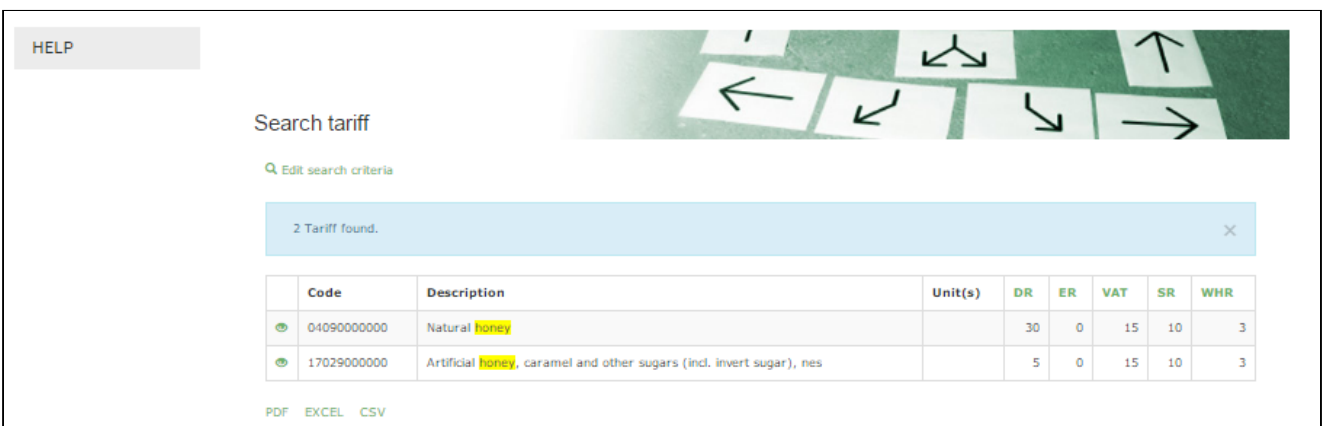 HELP
Search tariff
Edit search criteria
2 Tariff found.
×
Code Description Unit(s) DR ER VAT SR WHR
04090000000 Natural honey 30 0 15 10 3
17029000000 Artificial honey, caramel and other sugars (incl. invert sugar), nes 5 0 15 10 3
PDF EXCEL CSV